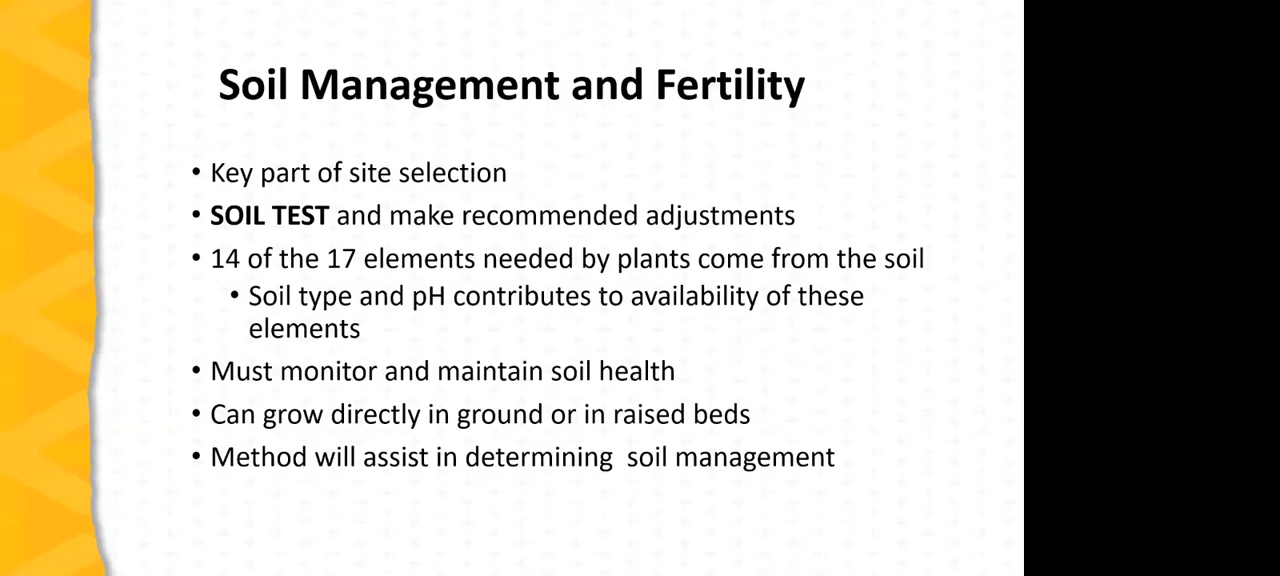 Soil Management and Fertility
• Key part of site selection
• SOIL TEST and make recommended adjustments
• 14 of the 17 elements needed by plants come from the soil
• Soil type and pH contributes to availability of these
elements
• Must monitor and maintain soil health
• Can grow directly in ground or in raised beds
• Method will assist in determining  soil management